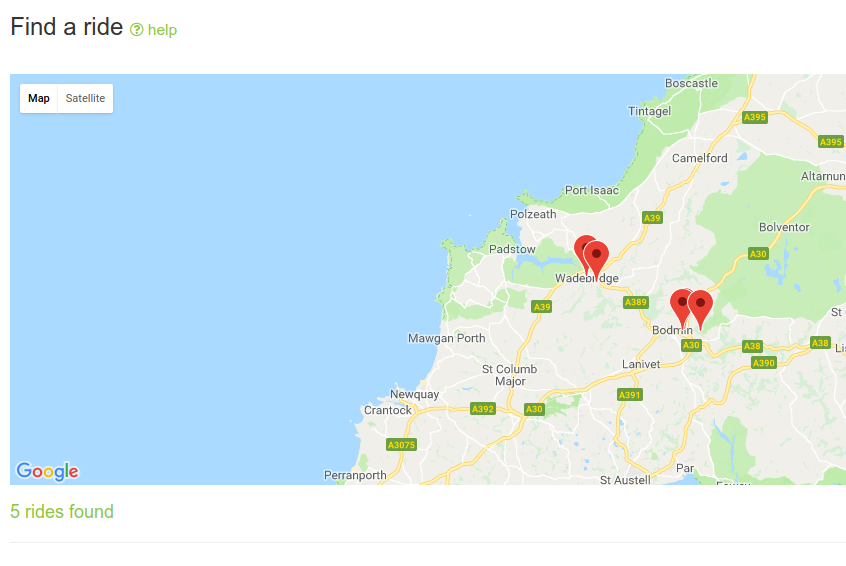 Find a ride help
Map Satellite
Boscastle
Tintagel
A395
A395
Camelford
Altarnun
Port Isaac
Polzeath
A39
Bolventor
Padstow
A30
Wadebridge
A39
A389
St
Bodmin
Mawgan Porth
A30
A38
A38
A390
St Columb
Major
Lanivet
Newquay
A391
Crantock
A392
A30
A3075
Google
Perranporth
Par
St Austell
5 rides found